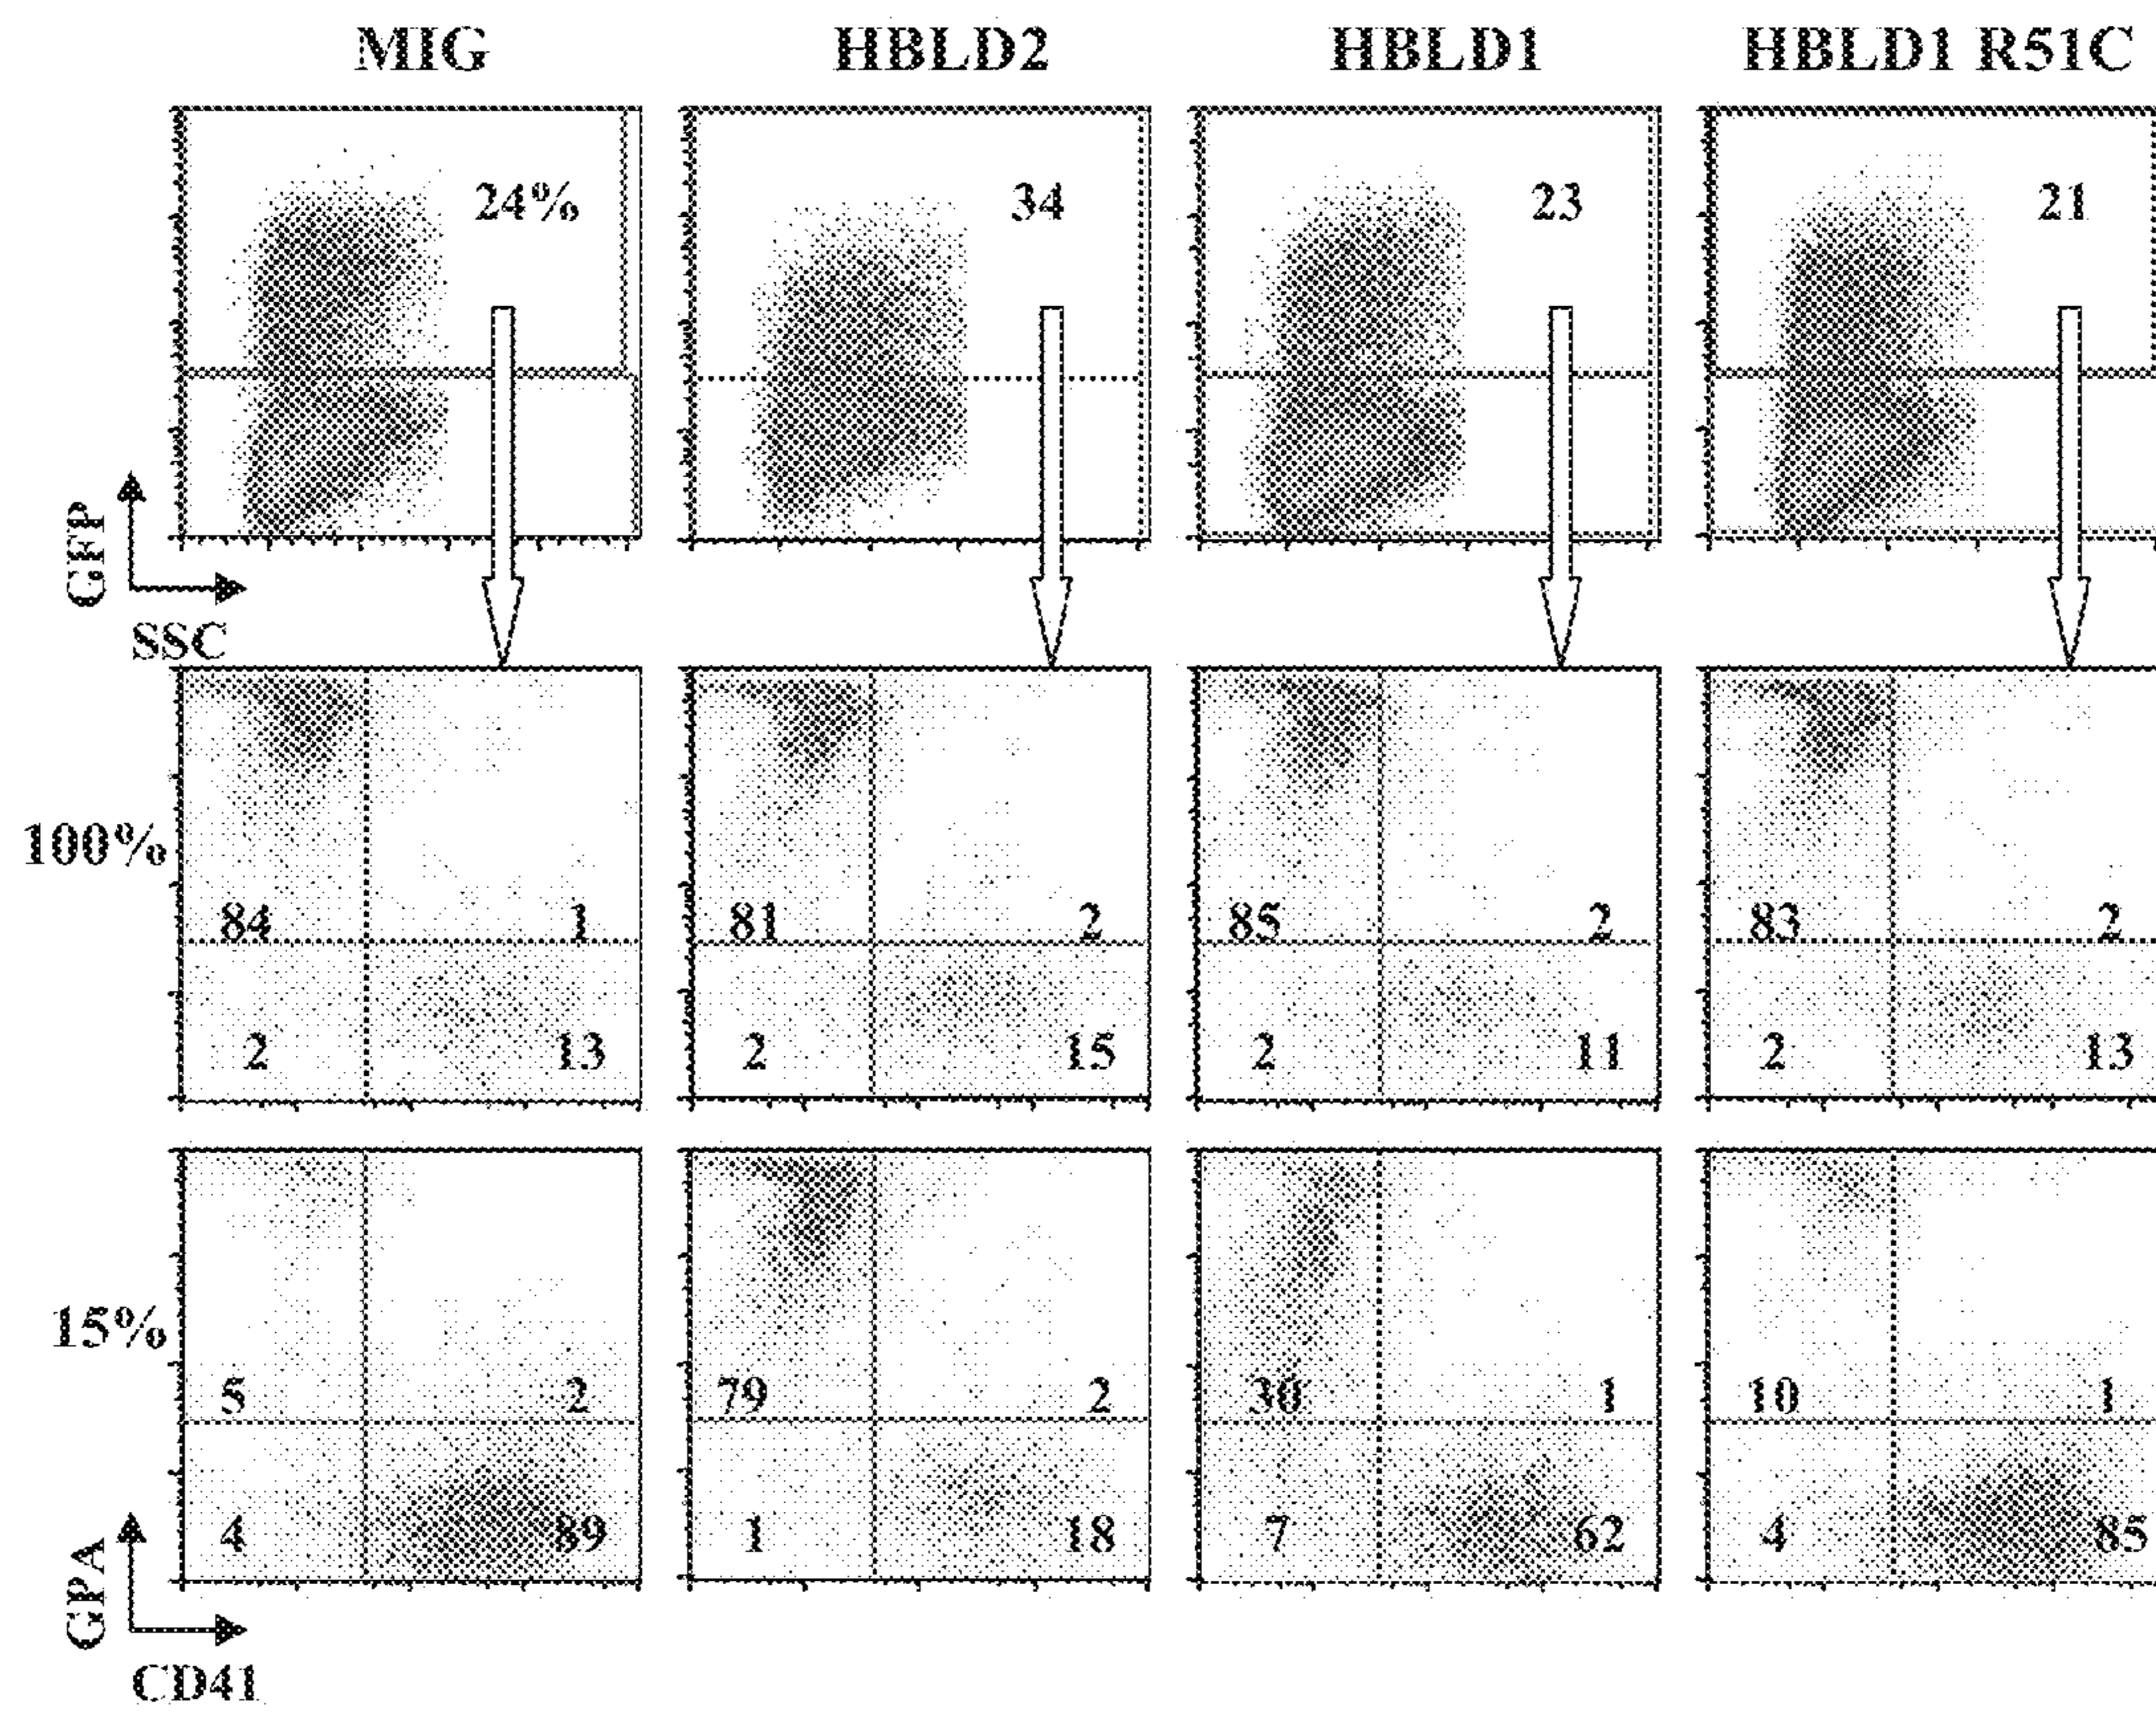 MIG HBLD2 HBLD1 HBLD1 R51C
24% 34 23 21
GFP
SSC
100%
84 1 81 2 85 2 83 2
2 13 2 15 2 11 2 13
15%
5 2 79 2 30 1 10 1
4 89 1 18 7 62 4 85
GPA
CD41